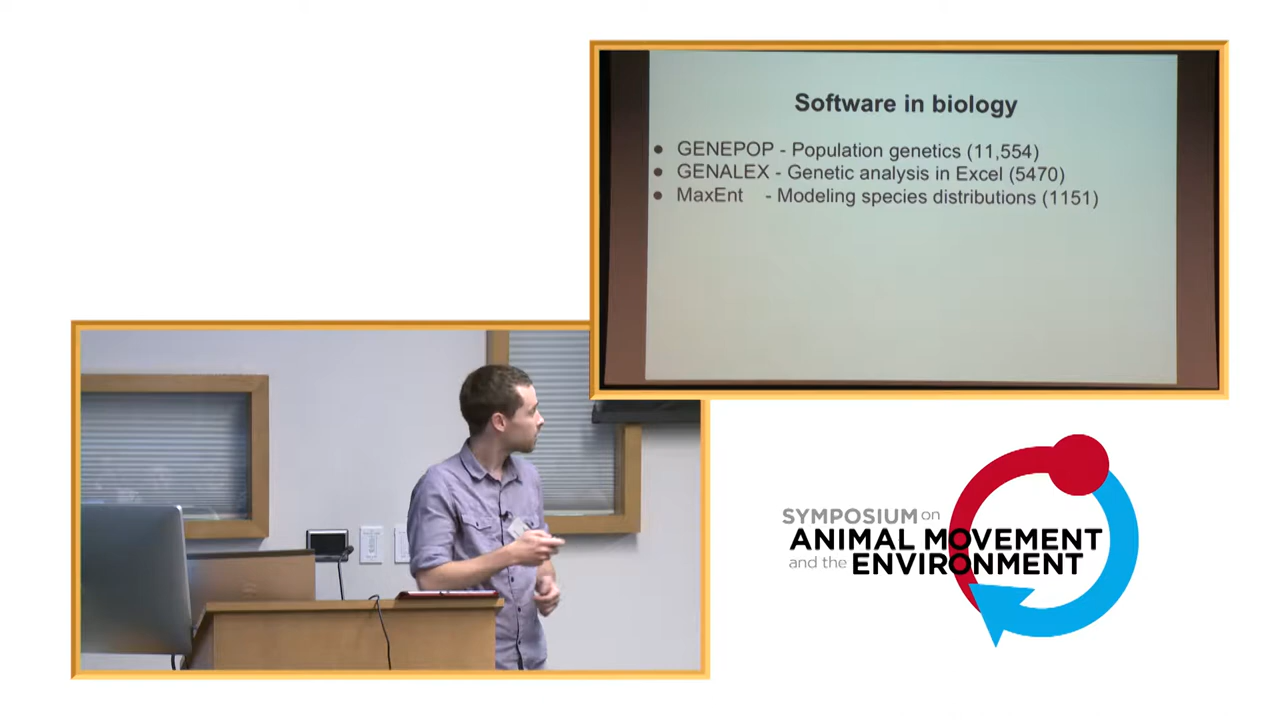 Software in biology
● GENEPOP - Population genetics (11,554)
● GENALEX - Genetic analysis in Excel (5470)
● MaxEnt - Modeling species distributions (1151)
SYMPOSIUM on
ANIMAL MOVEMENT
and the ENVIRONMENT